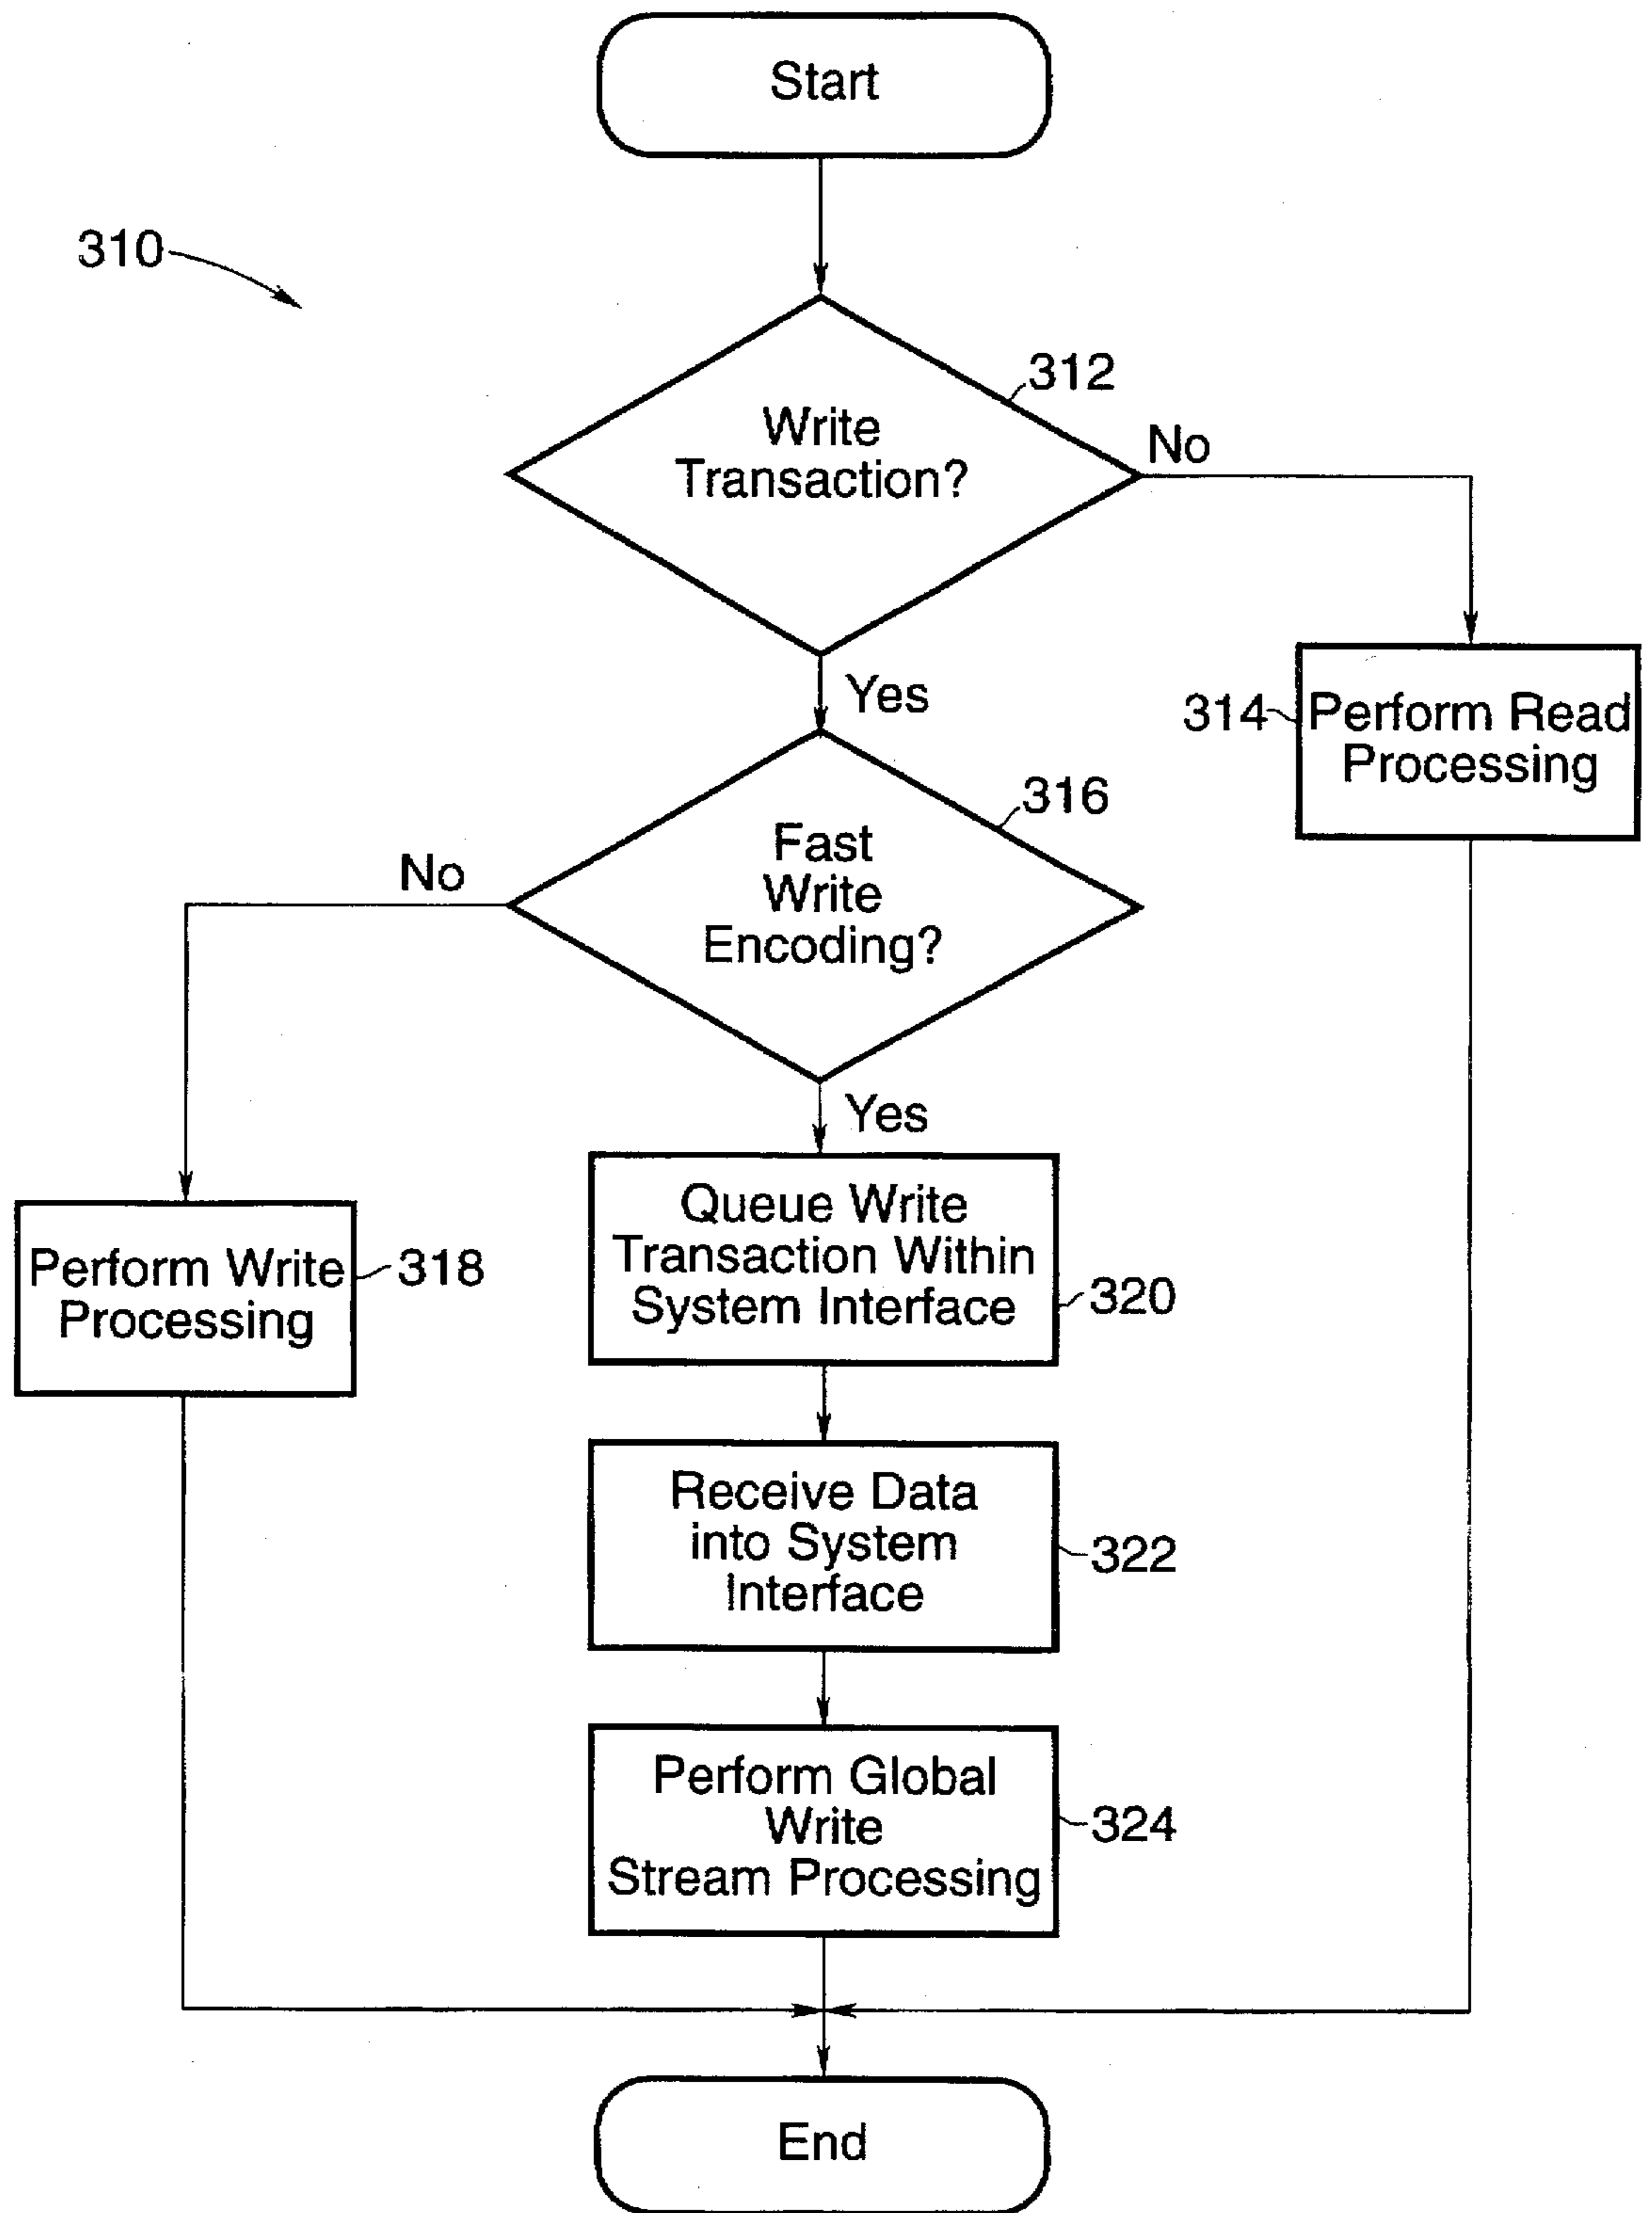 Start
310
312
Write
Transaction?
No
Yes
314
Perform Read
Processing
316
Fast
Write
Encoding?
No
Yes
Queue Write
Transaction Within
System Interface
320
Perform Write
Processing
318
Receive Data
into System
Interface
322
Perform Global
Write
Stream Processing
324
End